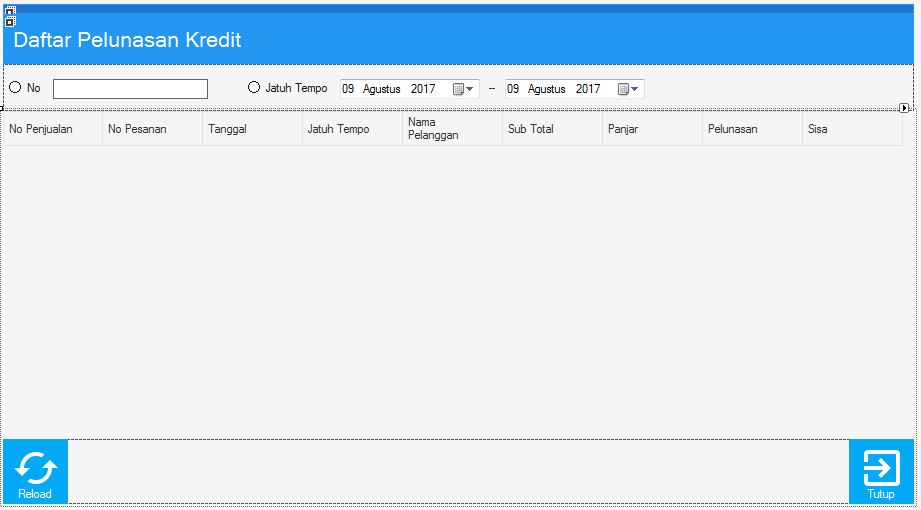 Daftar Pelunasan Kredit
No Jatuh Tempo 09 Agustus 2017 -- 09 Agustus 2017
No Penjualan No Pesanan Tanggal Jatuh Tempo Nama Pelanggan Sub Total Panjar Pelunasan Sisa
Reload Tutup